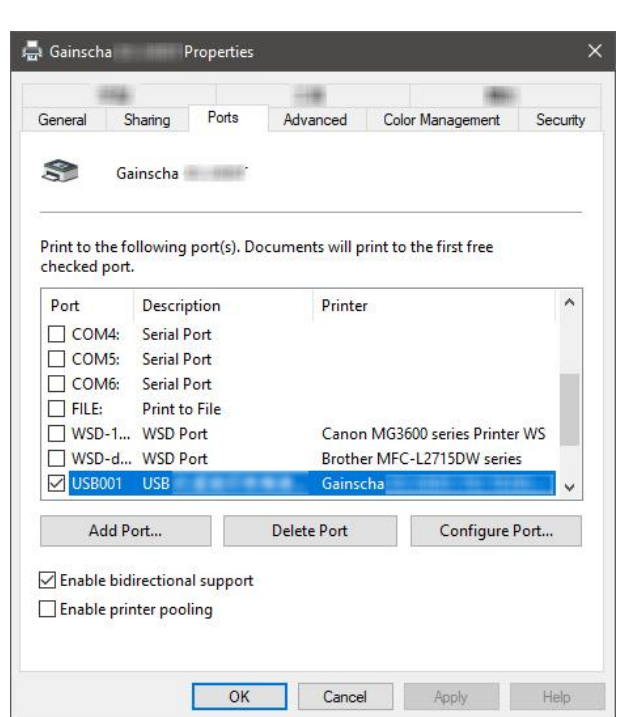 Gainscha Properties
General Sharing Ports Advanced Color Management Security
Gainscha
Print to the following port(s). Documents will print to the first free
checked port.
Port Description Printer
COM4: Serial Port
COM5: Serial Port
COM6: Serial Port
FILE: Print to File
WSD-1... WSD Port Canon MG3600 series Printer WS
WSD-d... WSD Port Brother MFC-L2715DW series
USB001 USB Gainscha
Add Port... Delete Port Configure Port...
Enable bidirectional support
Enable printer pooling
OK Cancel Apply Help